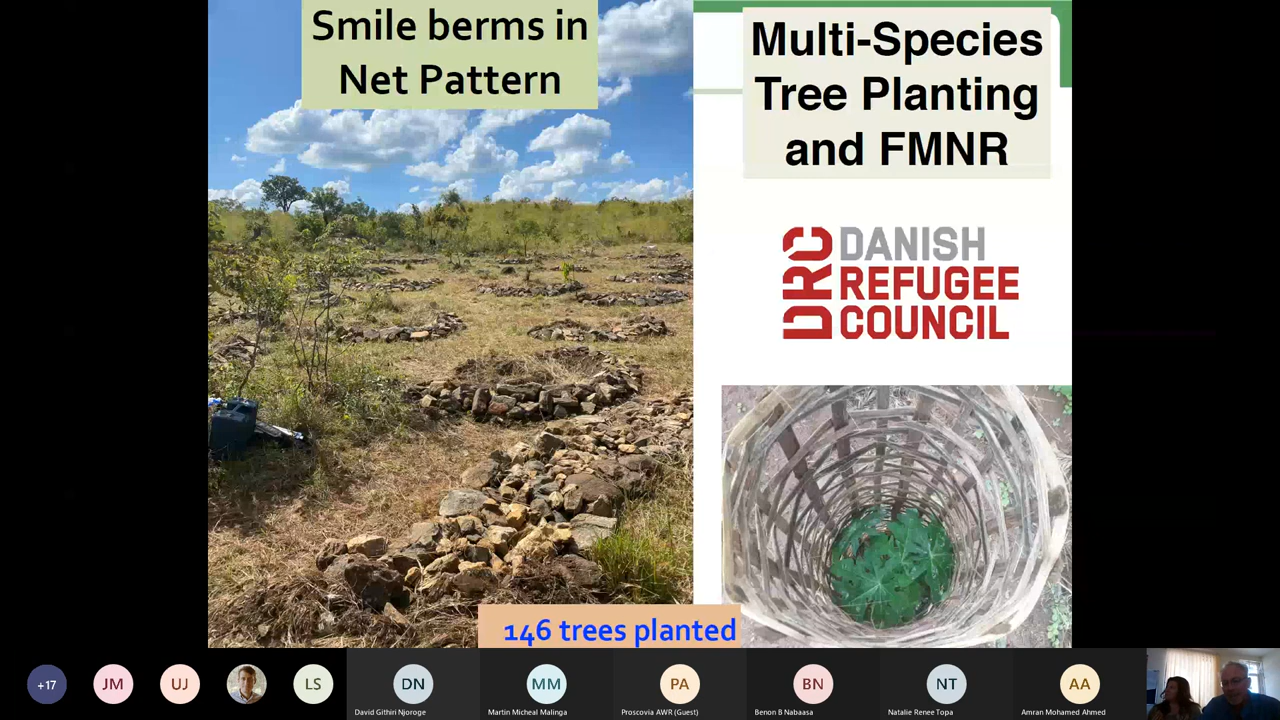 Smile berms in
Net Pattern
Multi-Species
Tree Planting
and FMNR
DRC
DANISH
REFUGEE
COUNCIL
146 trees planted
+17
JM
UJ
LS
DN
MM
PA
BN
NT
AA
David Githiri Njoroge
Martin Micheal Malinga
Proscovia AWR (Guest)
Benon B Nabaasa
Natalie Renee Topa
Amran Mohamed Ahmed